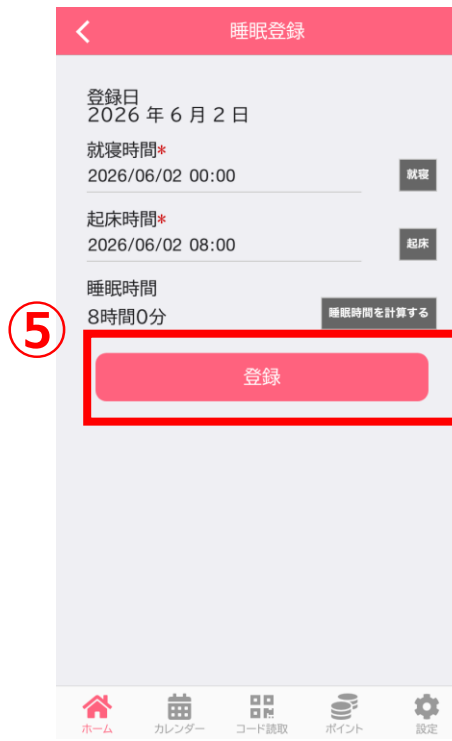 睡眠登録
登録日
2026 年 6 月 2 日
就寝時間*
2026/06/02 00:00
就寝
起床時間*
2026/06/02 08:00
起床
睡眠時間
8時間0分
睡眠時間を計算する
⑤
登録
ホーム
カレンダー
コード読取
ポイント
設定